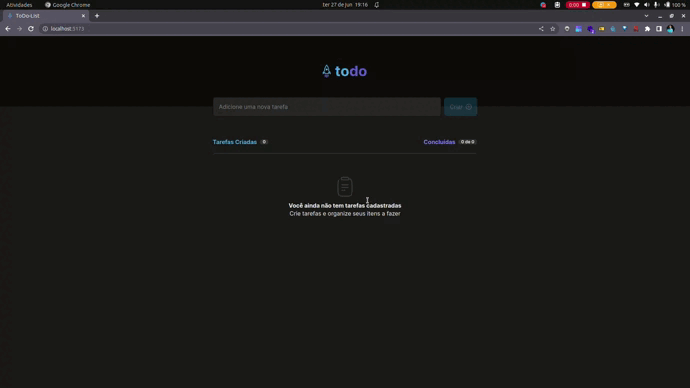 Atividades
Google Chrome
ter 27 de jun 19:16
0:09
100 %
ToDo-List
localhost:5173
todo
Adicione uma nova tarefa
Criar
Tarefas Criadas 0
Concluídas 0 de 0
Você ainda não tem tarefas cadastradas
Crie tarefas e organize seus itens a fazer